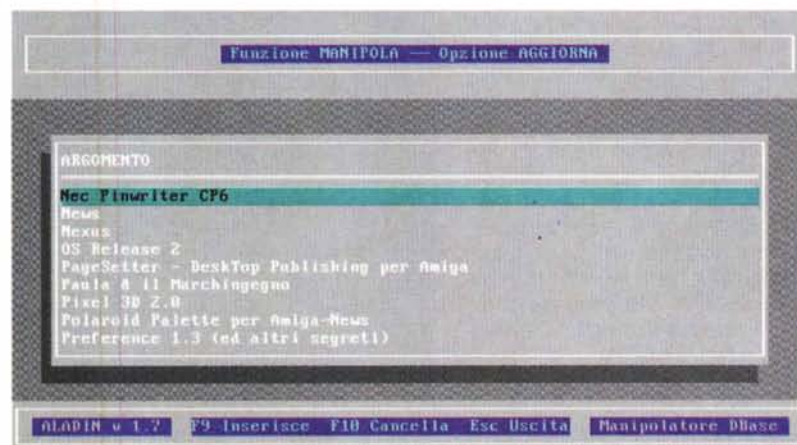 Funzione MANIPOLA — Opzione AGGIORNA
ARGOMENTO
Nec Pinwriter CP6
News
Nexus
OS Release 2
PageSetter - DeskTop Publishing per Amiga
Paula & il Marchingegno
Pixel 3D 2.0
Polaroid Palette per Amiga-News
Preference 1.3 (ed altri segreti)
ALADIN v 1.7 F9 Inserisce F10 Cancella Esc Uscita Manipolatore DBase